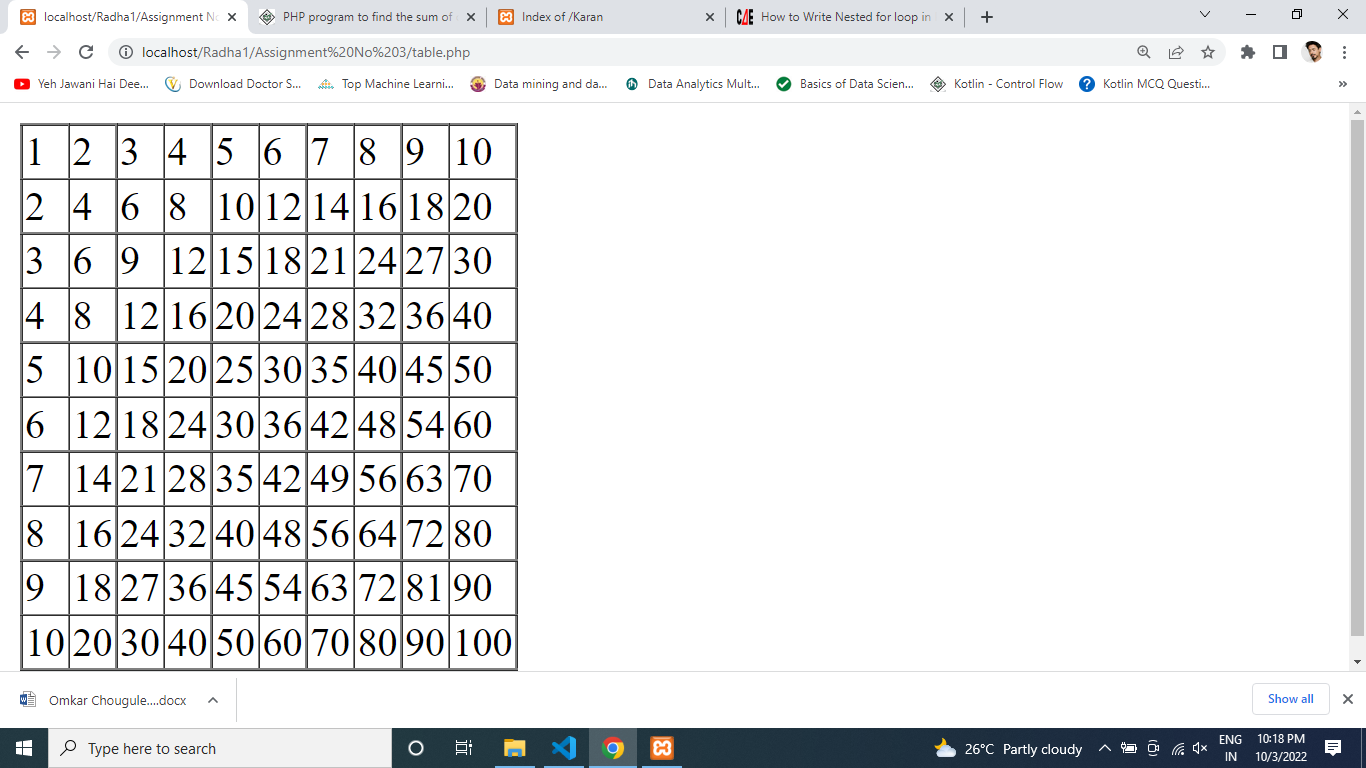 localhost/Radha1/Assignment No
PHP program to find the sum of
Index of /Karan
How to Write Nested for loop in
localhost/Radha1/Assignment%20No%203/table.php
Yeh Jawani Hai Dee... Download Doctor S... Top Machine Learni... Data mining and da... Data Analytics Mult... Basics of Data Scien... Kotlin - Control Flow Kotlin MCQ Questi... »
1 2 3 4 5 6 7 8 9 10
2 4 6 8 10 12 14 16 18 20
3 6 9 12 15 18 21 24 27 30
4 8 12 16 20 24 28 32 36 40
5 10 15 20 25 30 35 40 45 50
6 12 18 24 30 36 42 48 54 60
7 14 21 28 35 42 49 56 63 70
8 16 24 32 40 48 56 64 72 80
9 18 27 36 45 54 63 72 81 90
10 20 30 40 50 60 70 80 90 100
Omkar Chougule....docx
Show all
Type here to search
26°C Partly cloudy
ENG
IN
10:18 PM
10/3/2022